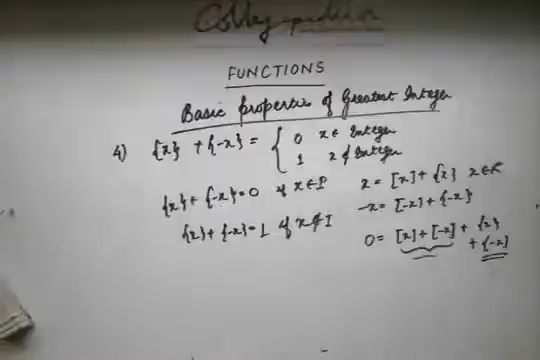 FUNCTIONS
Basic properties of Greatest Integer
4) {x} + {-x} = { 0 x ∈ Integer
1 x ∉ Integer
{x} + {-x} = 0 if x ∈ I
{x} + {-x} = 1 if x ∉ I
x = [x] + {x} x ∈ R
-x = [-x] + {-x}
0 = [x] + [-x] + {x}
+ {-x}